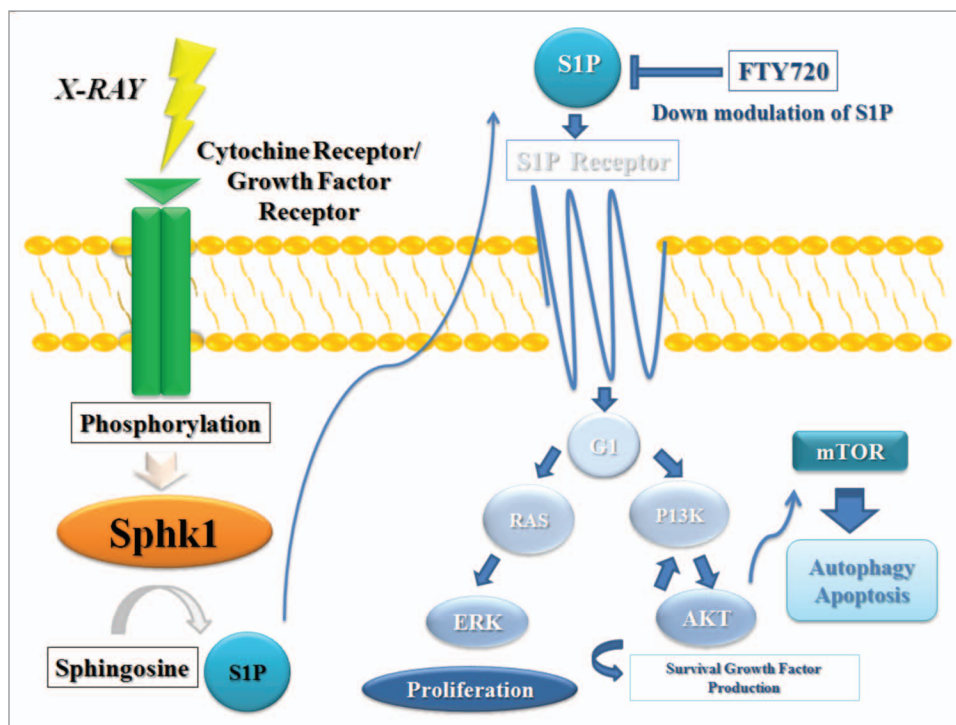 X-RAY
Cytochine Receptor/
Growth Factor
Receptor
Phosphorylation
Sphk1
Sphingosine
S1P
S1P
FTY720
Down modulation of S1P
S1P Receptor
G1
RAS
P13K
ERK
AKT
Proliferation
Survival Growth Factor
Production
mTOR
Autophagy
Apoptosis